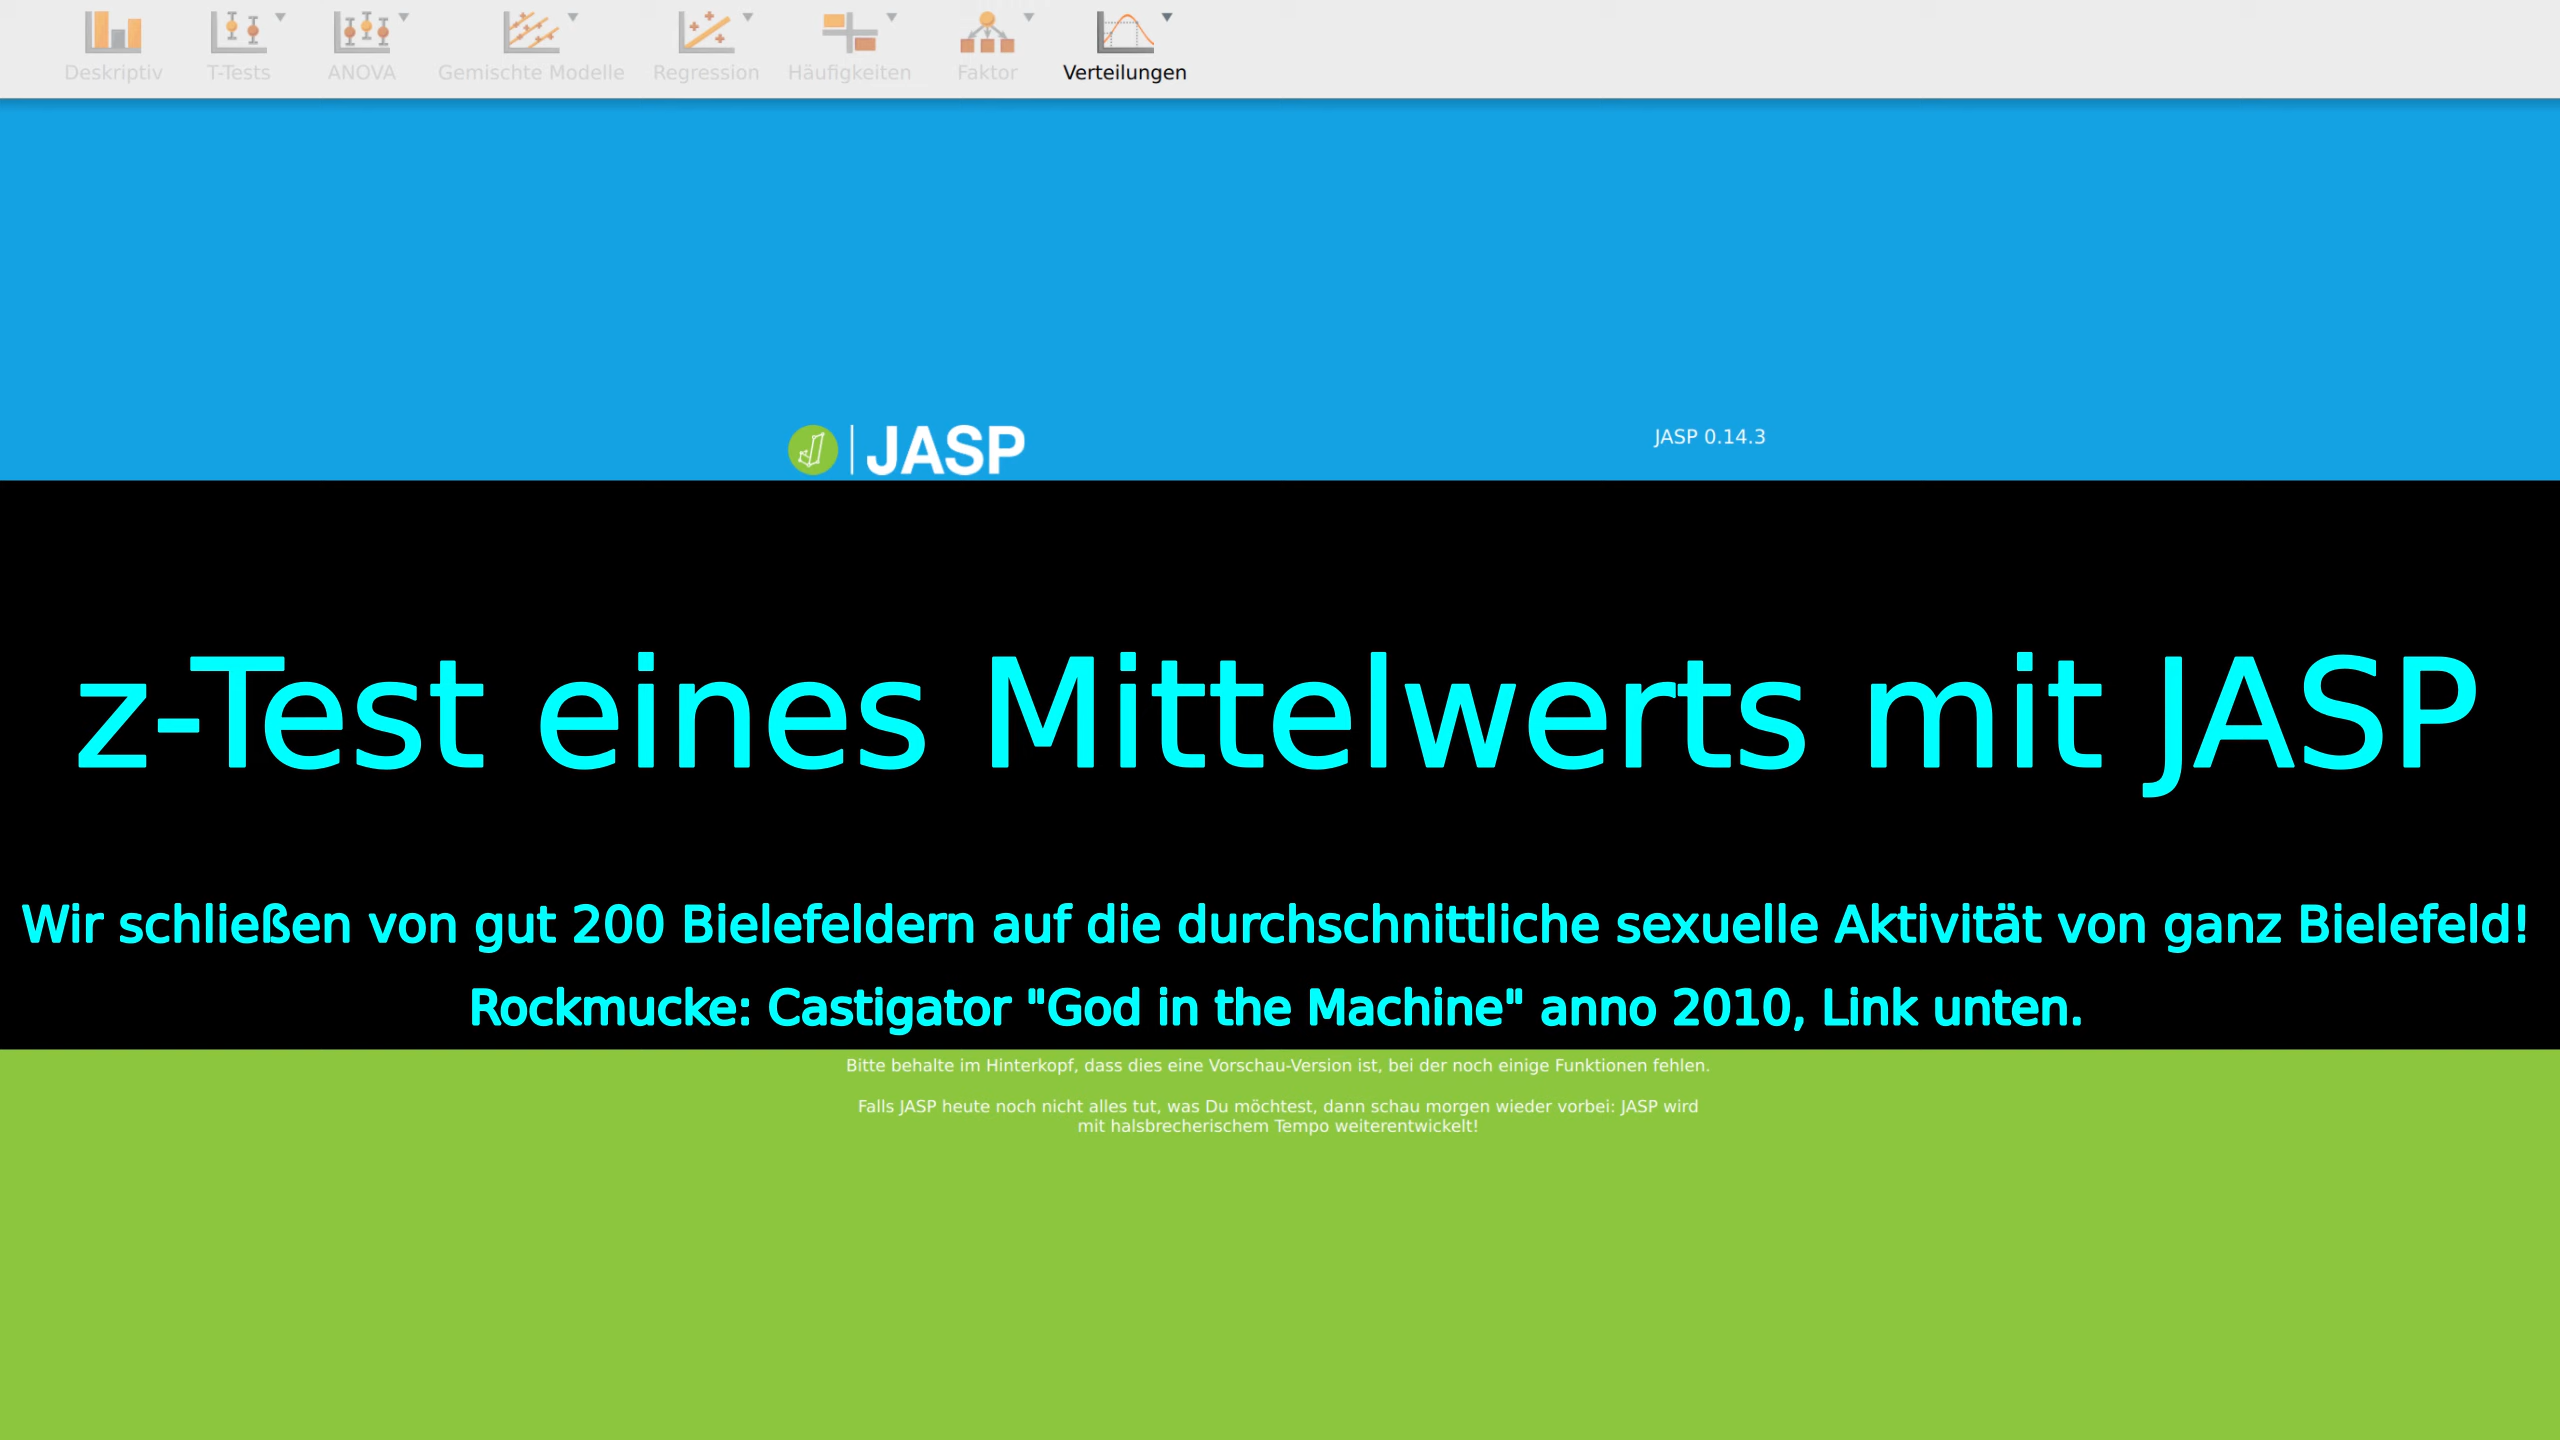 Deskriptiv T-Tests ANOVA Gemischte Modelle Regression Häufigkeiten Faktor Verteilungen
JASP JASP 0.14.3
z-Test eines Mittelwerts mit JASP
Wir schließen von gut 200 Bielefeldern auf die durchschnittliche sexuelle Aktivität von ganz Bielefeld!
Rockmucke: Castigator "God in the Machine" anno 2010, Link unten.
Bitte behalte im Hinterkopf, dass dies eine Vorschau-Version ist, bei der noch einige Funktionen fehlen.
Falls JASP heute noch nicht alles tut, was Du möchtest, dann schau morgen wieder vorbei: JASP wird
mit halsbrecherischem Tempo weiterentwickelt!